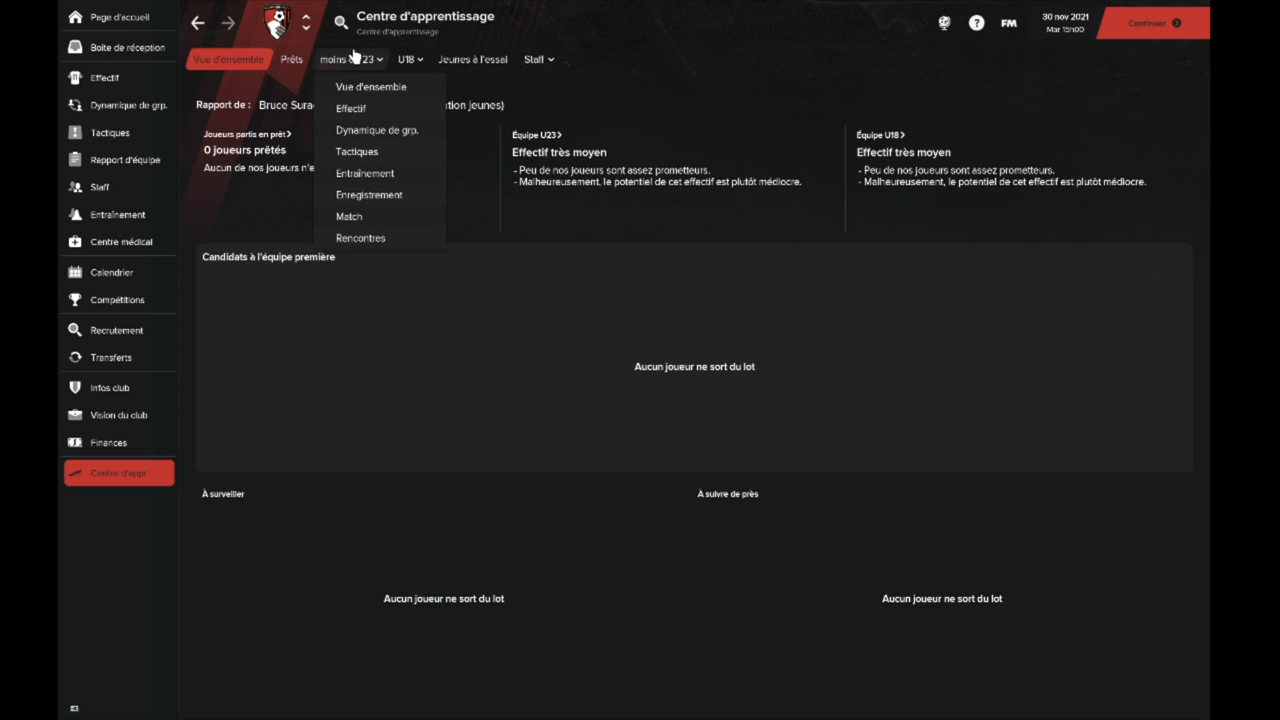 Page d'accueil
Boîte de réception
Effectif
Dynamique de grp.
Tactiques
Rapport d'équipe
Staff
Entraînement
Centre médical
Calendrier
Compétitions
Recrutement
Transferts
Infos club
Vision du club
Finances
Centre d'appr.
Centre d'apprentissage
Centre d'apprentissage
FM
30 nov 2021
Mar 15h00
Continuer
Vue d'ensemble
Prêts
moins 23
U18
Jeunes à l'essai
Staff
Vue d'ensemble
Effectif
Dynamique de grp.
Tactiques
Entraînement
Enregistrement
Match
Rencontres
Rapport de : Bruce jeunes)
Joueurs partis en prêt >
0 joueurs prêtés
Aucun de nos joueurs
Équipe U23 >
Effectif très moyen
- Peu de nos joueurs sont assez prometteurs.
- Malheureusement, le potentiel de cet effectif est plutôt médiocre.
Équipe U18 >
Effectif très moyen
- Peu de nos joueurs sont assez prometteurs.
- Malheureusement, le potentiel de cet effectif est plutôt médiocre.
Candidats à l'équipe première
Aucun joueur ne sort du lot
À surveiller
Aucun joueur ne sort du lot
À suivre de près
Aucun joueur ne sort du lot